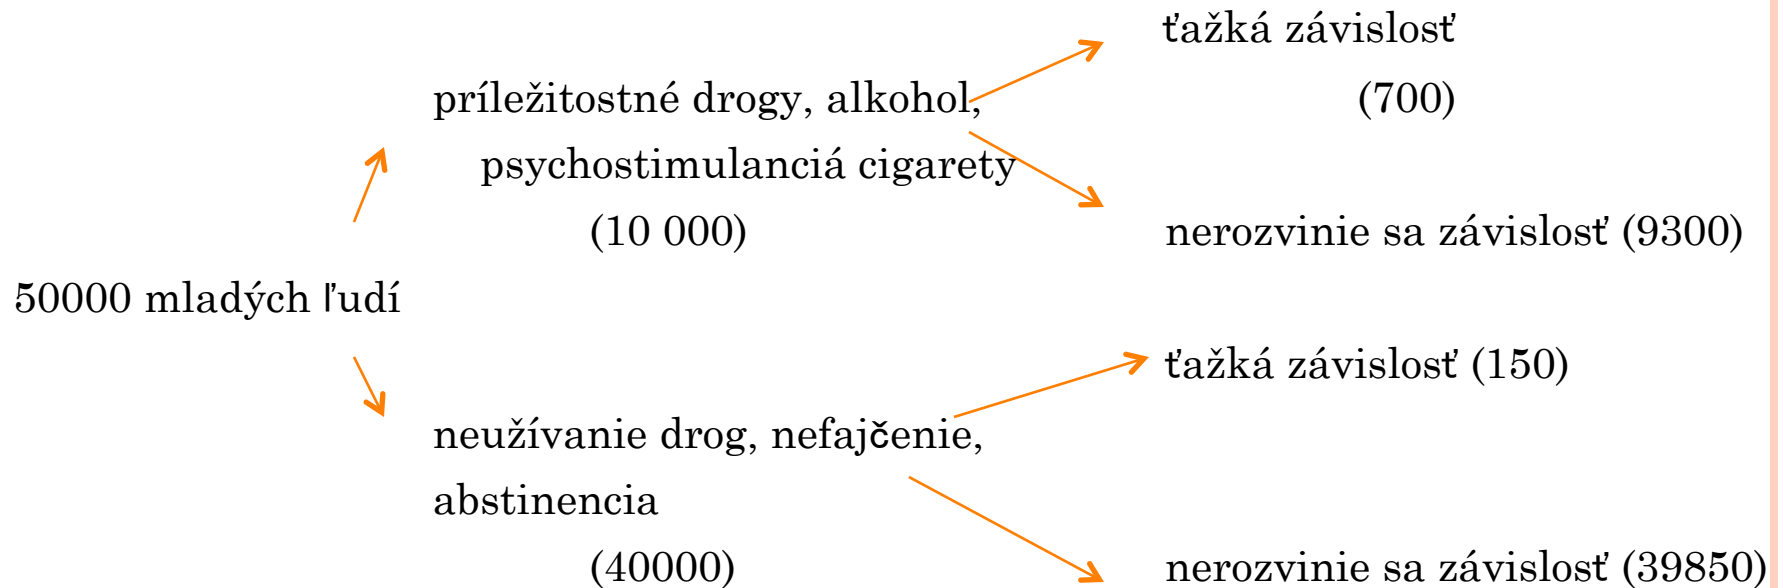 ťažká závislosť
(700)
príležitostné drogy, alkohol,
psychostimulanciá cigarety
(10 000)
nerozvinie sa závislosť (9300)
50000 mladých ľudí
ťažká závislosť (150)
neužívanie drog, nefajčenie,
abstinencia
(40000)
nerozvinie sa závislosť (39850)